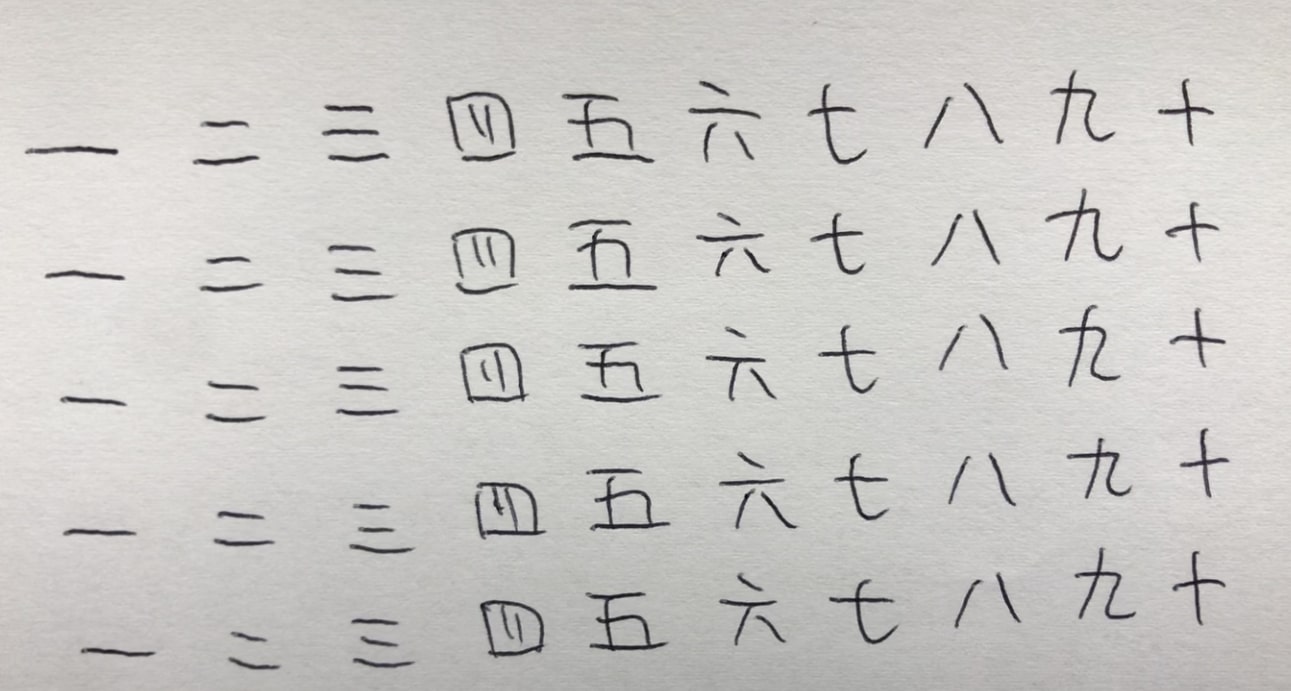 一 二 三 四 五 六 七 八 九 十
一 二 三 四 五 六 七 八 九 十
一 二 三 四 五 六 七 八 九 十
一 二 三 四 五 六 七 八 九 十
一 二 三 四 五 六 七 八 九 十